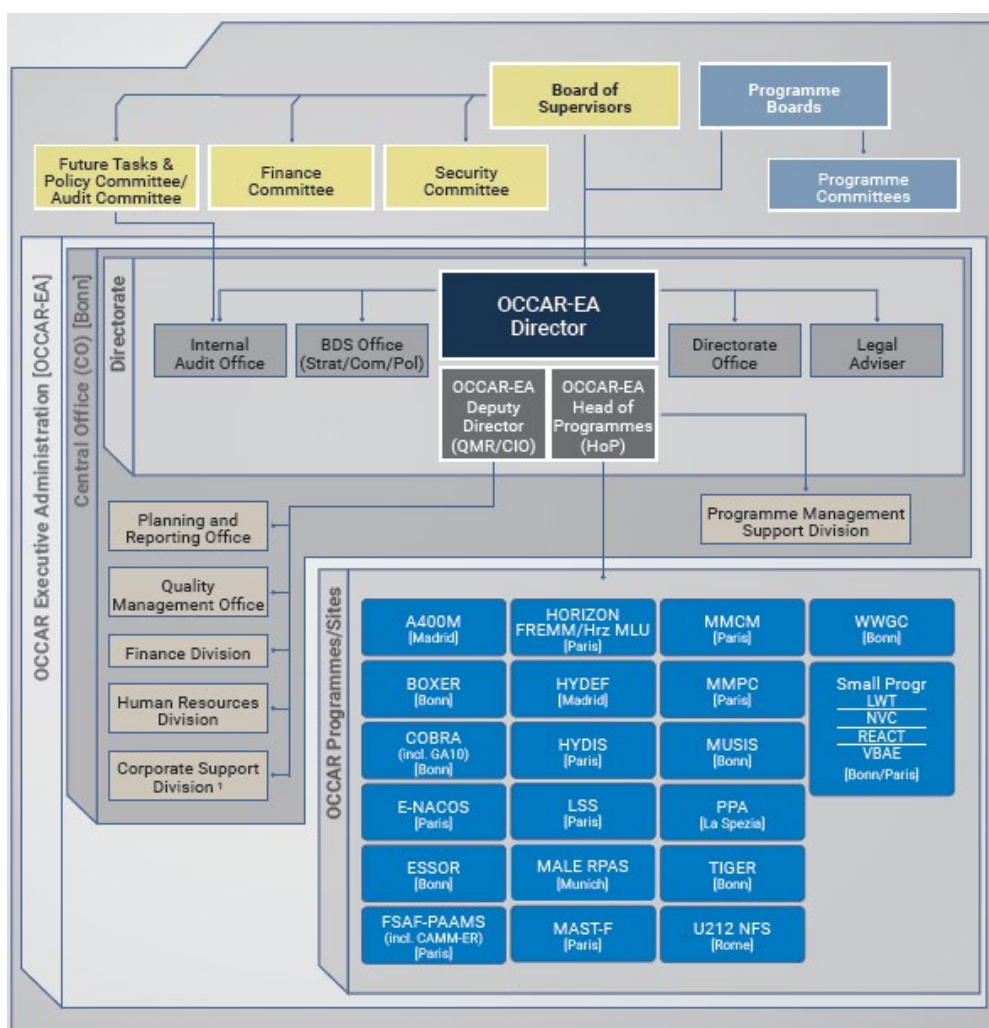 Board of
Supervisors
Programme
Boards
Future Tasks &
Policy Committee/
Audit Committee
Finance
Committee
Security
Committee
Programme
Committees
OCCAR Executive Administration [OCCAR-EA]
Central Office (CO) [Bonn]
Directorate
OCCAR-EA
Director
Internal
Audit Office
BDS Office
(Strat/Com/Pol)
Directorate
Office
Legal
Adviser
OCCAR-EA
Deputy
Director
(QMR/CIO)
OCCAR-EA
Head of
Programmes
(HoP)
Planning and
Reporting Office
Quality
Management Office
Finance Division
Human Resources
Division
Corporate Support
Division ¹
Programme Management
Support Division
OCCAR Programmes/Sites
A400M
[Madrid]
BOXER
[Bonn]
COBRA
(incl. GA10)
[Bonn]
E-NACOS
[Paris]
ESSOR
[Bonn]
FSAF-PAAMS
(incl. CAMM-ER)
[Paris]
HORIZON
FREMM/Hrz MLU
[Paris]
HYDEF
[Madrid]
HYDIS
[Paris]
LSS
[Paris]
MALE RPAS
[Munich]
MAST-F
[Paris]
MMCM
[Paris]
MMPC
[Paris]
MUSIS
[Bonn]
PPA
[La Spezia]
TIGER
[Bonn]
U212 NFS
[Rome]
WWGC
[Bonn]
Small Progr
LWT
NVC
REACT
VBAE
[Bonn/Paris]